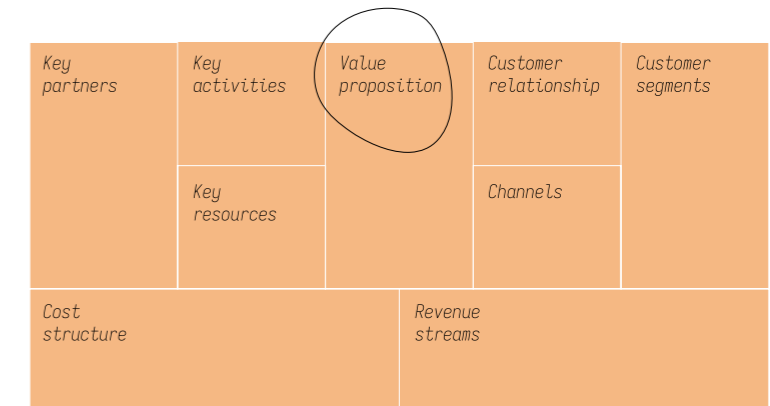 Key
partners
Key
activities
Value
proposition
Customer
relationship
Customer
segments
Key
resources
Channels
Cost
structure
Revenue
streams